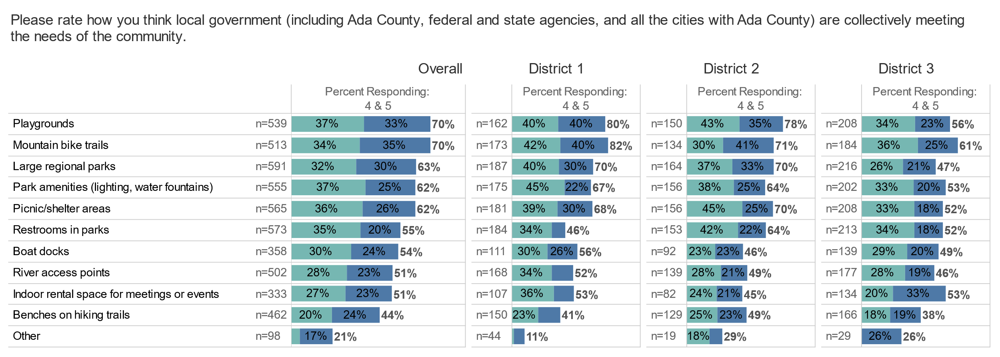 Please rate how you think local government (including Ada County, federal and state agencies, and all the cities with Ada County) are collectively meeting
the needs of the community.
Overall District 1 District 2 District 3
Percent Responding: Percent Responding: Percent Responding: Percent Responding:
4 & 5 4 & 5 4 & 5 4 & 5
Playgrounds n=539 37% 33% 70% n=162 40% 40% 80% n=150 43% 35% 78% n=208 34% 23% 56%
Mountain bike trails n=513 34% 35% 70% n=173 42% 40% 82% n=134 30% 41% 71% n=184 36% 25% 61%
Large regional parks n=591 32% 30% 63% n=187 40% 30% 70% n=164 37% 33% 70% n=216 26% 21% 47%
Park amenities (lighting, water fountains) n=555 37% 25% 62% n=175 45% 22% 67% n=156 38% 25% 64% n=202 33% 20% 53%
Picnic/shelter areas n=565 36% 26% 62% n=181 39% 30% 68% n=156 45% 25% 70% n=208 33% 18% 52%
Restrooms in parks n=573 35% 20% 55% n=184 34% 46% n=153 42% 22% 64% n=213 34% 18% 52%
Boat docks n=358 30% 24% 54% n=111 30% 26% 56% n=92 23% 23% 46% n=139 29% 20% 49%
River access points n=502 28% 23% 51% n=168 34% 52% n=139 28% 21% 49% n=177 28% 19% 46%
Indoor rental space for meetings or events n=333 27% 23% 51% n=107 36% 53% n=82 24% 21% 45% n=134 20% 33% 53%
Benches on hiking trails n=462 20% 24% 44% n=150 23% 41% n=129 25% 23% 49% n=166 18% 19% 38%
Other n=98 17% 21% n=44 11% n=19 18% 29% n=29 26% 26%